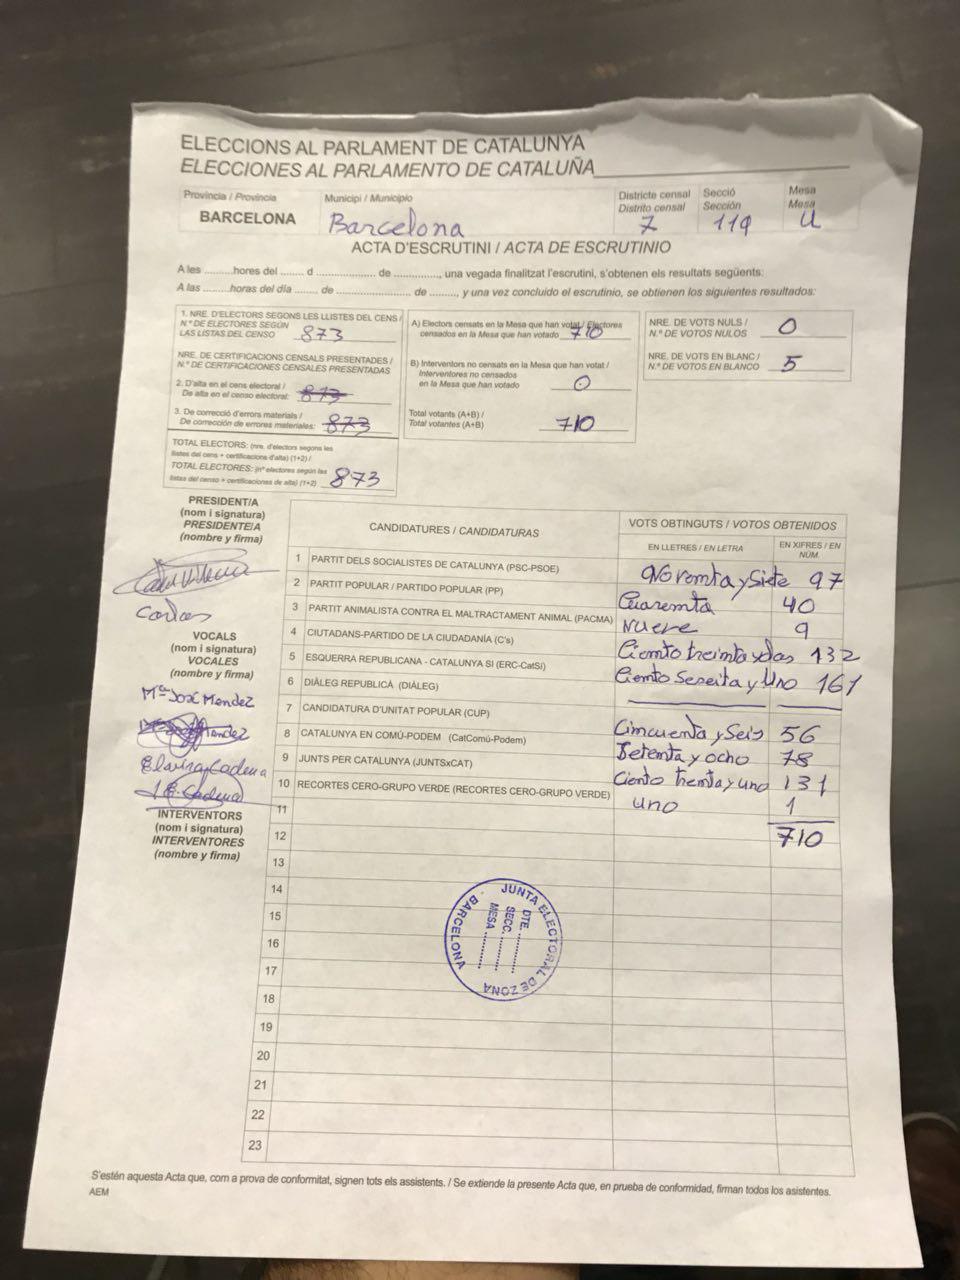 ELECCIONS AL PARLAMENT DE CATALUNYA
ELECCIONES AL PARLAMENTO DE CATALUÑA
Provincia / Provincia
BARCELONA
Municipi / Municipio
Barcelona
Districte censal
Distrito censal
7
Secció
Sección
119
Mesa
Mesa
U
ACTA D'ESCRUTINI / ACTA DE ESCRUTINIO
A les .........hores del ....... d .................. de .............., una vegada finalitzat l'escrutini, s'obtenen els resultats següents:
A las .........horas del día ....... de ....................... de ........, y una vez concluido el escrutinio, se obtienen los siguientes resultados:
1. NRE. D'ELECTORS SEGONS LES LLISTES DEL CENS /
N.º DE ELECTORES SEGÚN
LAS LISTAS DEL CENSO 873
NRE. DE CERTIFICACIONS CENSALS PRESENTADES /
N.º DE CERTIFICACIONES CENSALES PRESENTADAS
2. D'alta en el cens electoral /
De alta en el censo electoral: 873
3. De correcció d'errors materials /
De corrección de errores materiales: 873
TOTAL ELECTORS: (nre. d'electors segons les
llistes del cens + certificacions d'alta) (1+2) /
TOTAL ELECTORES: (nº electores según las
listas del censo + certificaciones de alta) (1+2) 873
A) Electors censats en la Mesa que han votat / Electores
censados en la Mesa que han votado 710
B) Interventors no censats en la Mesa que han votat /
Interventores no censados
en la Mesa que han votado 0
Total votants (A+B) /
Total votantes (A+B) 710
NRE. DE VOTS NULS /
N.º DE VOTOS NULOS 0
NRE. DE VOTS EN BLANC /
N.º DE VOTOS EN BLANCO 5
PRESIDENT/A
(nom i signatura)
PRESIDENTE/A
(nombre y firma)
Carlos
VOCALS
(nom i signatura)
VOCALES
(nombre y firma)
Mª José Mendez
Mendez
Elvira Cadena
Cadena
INTERVENTORS
(nom i signatura)
INTERVENTORES
(nombre y firma)
CANDIDATURES / CANDIDATURAS
VOTS OBTINGUTS / VOTOS OBTENIDOS
EN LLETRES / EN LETRA
EN XIFRES / EN NÚM.
1 PARTIT DELS SOCIALISTES DE CATALUNYA (PSC-PSOE) Noventa y Siete 97
2 PARTIT POPULAR / PARTIDO POPULAR (PP) Cuarenta 40
3 PARTIT ANIMALISTA CONTRA EL MALTRACTAMENT ANIMAL (PACMA) Nueve 9
4 CIUTADANS-PARTIDO DE LA CIUDADANÍA (C's) Ciento treinta y dos 132
5 ESQUERRA REPUBLICANA - CATALUNYA SÍ (ERC-CatSí) Ciento Seseita y Uno 161
6 DIÀLEG REPUBLICÀ (DIÀLEG)
7 CANDIDATURA D'UNITAT POPULAR (CUP) Cincuenta y Seis 56
8 CATALUNYA EN COMÚ-PODEM (CatComú-Podem) Setenta y ocho 78
9 JUNTS PER CATALUNYA (JUNTSxCAT) Ciento treinta y uno 131
10 RECORTES CERO-GRUPO VERDE (RECORTES CERO-GRUPO VERDE) uno 1
11
12 710
13
14
15
16
17
18
19
20
21
22
23
JUNTA ELECTORAL DE ZONA
- BARCELONA
DTE. ..........
SECC. ..........
MESA ..........
S'estén aquesta Acta que, com a prova de conformitat, signen tots els assistents. / Se extiende la presente Acta que, en prueba de conformidad, firman todos los asistentes.
AEM